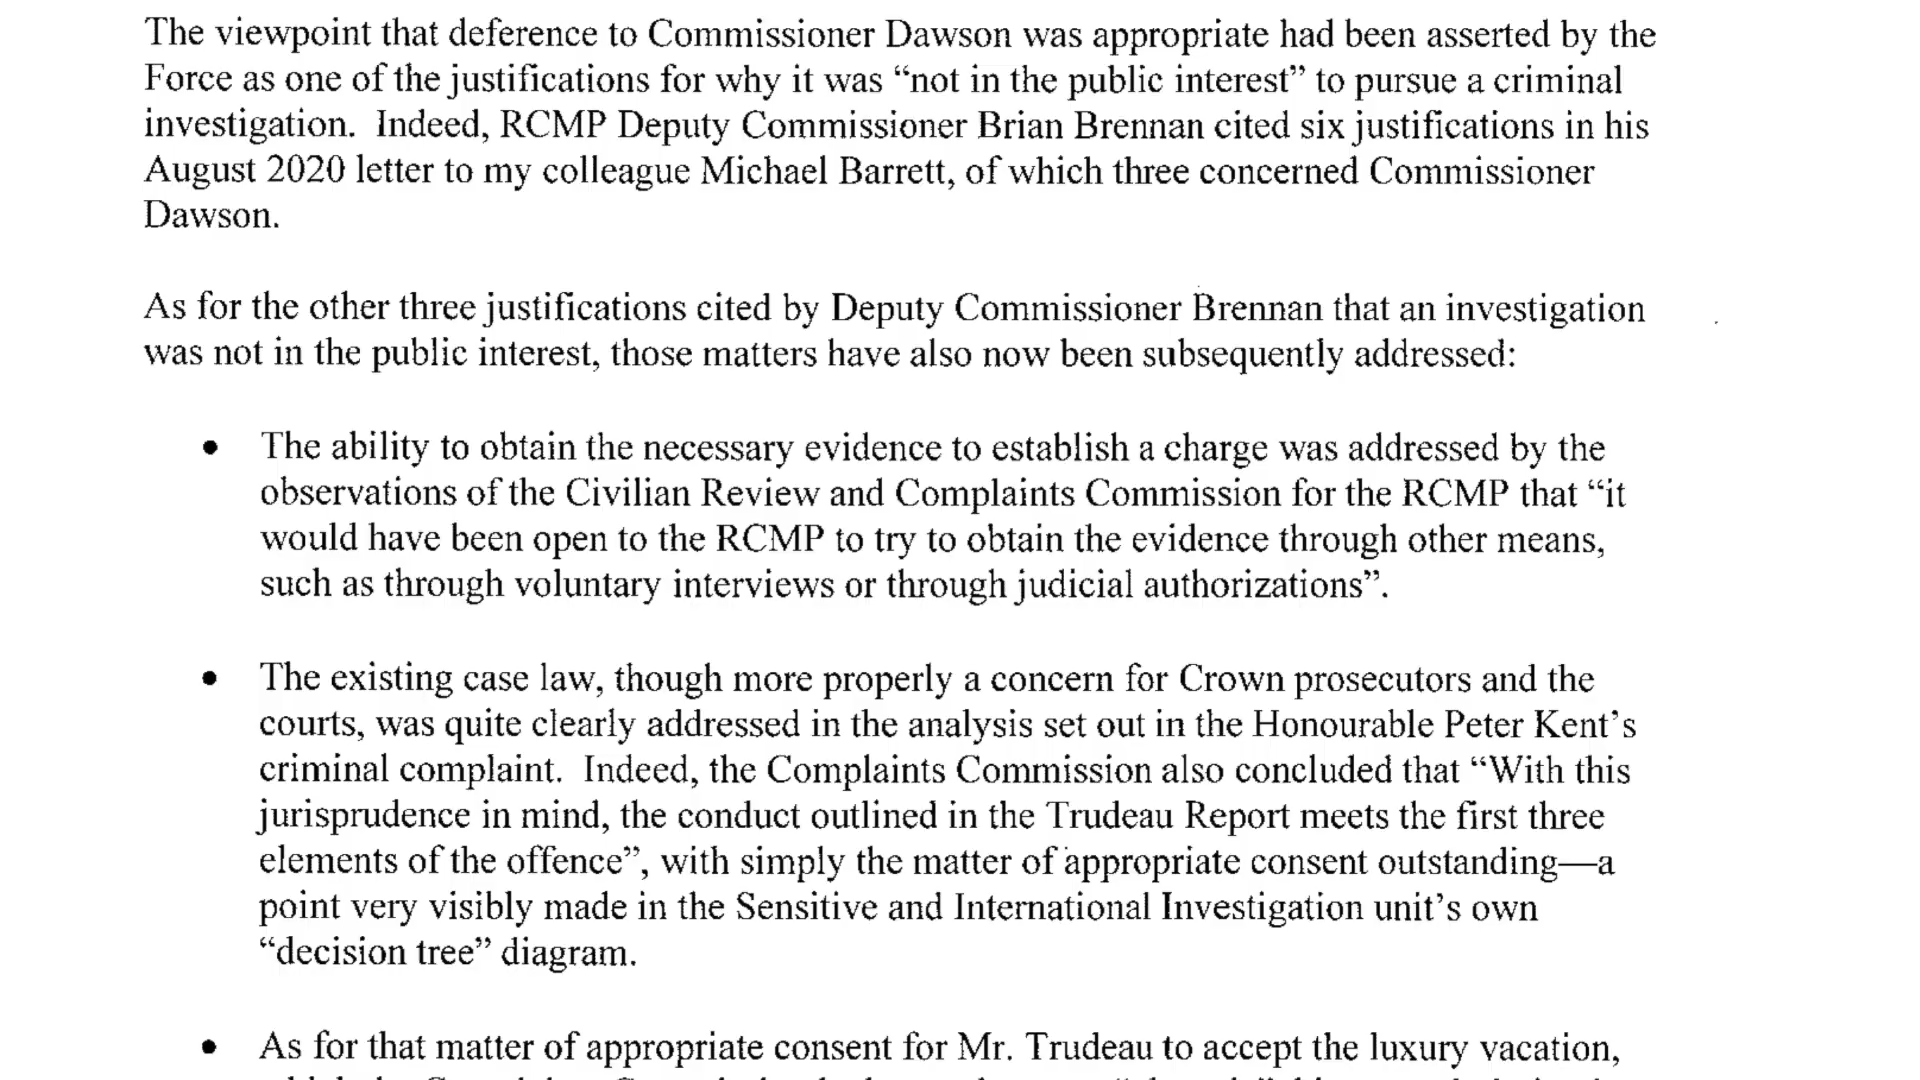 The viewpoint that deference to Commissioner Dawson was appropriate had been asserted by the
Force as one of the justifications for why it was “not in the public interest” to pursue a criminal
investigation.  Indeed, RCMP Deputy Commissioner Brian Brennan cited six justifications in his
August 2020 letter to my colleague Michael Barrett, of which three concerned Commissioner
Dawson.
As for the other three justifications cited by Deputy Commissioner Brennan that an investigation
was not in the public interest, those matters have also now been subsequently addressed:
• The ability to obtain the necessary evidence to establish a charge was addressed by the
observations of the Civilian Review and Complaints Commission for the RCMP that “it
would have been open to the RCMP to try to obtain the evidence through other means,
such as through voluntary interviews or through judicial authorizations”.
• The existing case law, though more properly a concern for Crown prosecutors and the
courts, was quite clearly addressed in the analysis set out in the Honourable Peter Kent’s
criminal complaint.  Indeed, the Complaints Commission also concluded that “With this
jurisprudence in mind, the conduct outlined in the Trudeau Report meets the first three
elements of the offence”, with simply the matter of appropriate consent outstanding—a
point very visibly made in the Sensitive and International Investigation unit’s own
“decision tree” diagram.
• As for that matter of appropriate consent for Mr. Trudeau to accept the luxury vacation,